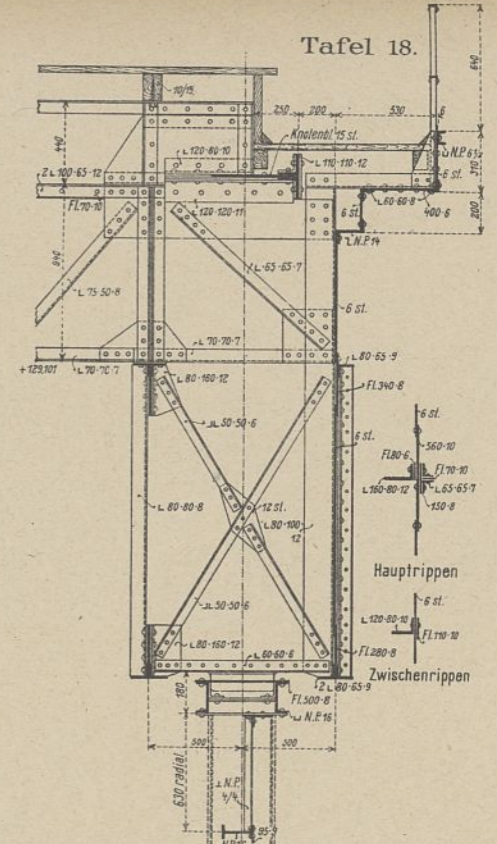 Tafel 18.
640
10/15
250
200
530
6
Knotenbl. 15 st.
N.P. 6½
310
6 st.
440
∟120·80·10
∟110·110·12
2∟100·65·12
∟60·60·8
400·6
200
Fl.70·10
∟120·120·11
6 st.
∟N.P.14
∟75·50·8
∟65·65·7
940
6 st.
∟70·70·7
+129,101
∟70·70·7
∟80·65·9
∟80·160·12
Fl.340·8
6 st.
560·10
Fl.80·6
Fl.70·10
∟160·80·12
∟65·65·7
150·8
Hauptrippen
⅃∟50·50·6
6 st.
∟80·80·8
12 st.
∟80·100·
12
6 st.
∟120·80·10
Fl.110·10
Zwischenrippen
⅃∟50·50·6
∟80·160·12
∟60·60·6
Fl.280·8
2∟80·65·9
180
Fl.500·8
N.P. 16
500
500
630 radial
N.P.
4/4
95·9